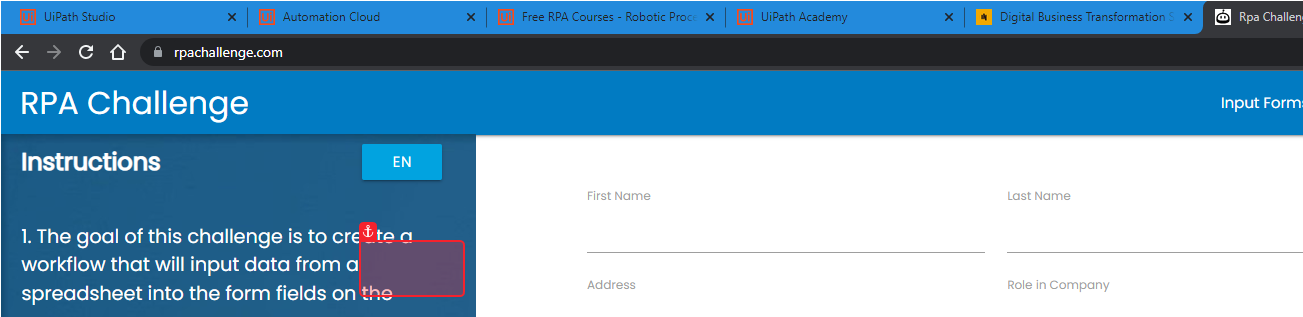 UiPath Studio
Automation Cloud
Free RPA Courses - Robotic Proce
UiPath Academy
Digital Business Transformation S
Rpa Challen
rpachallenge.com
RPA Challenge
Input Form
Instructions
EN
1. The goal of this challenge is to create a
workflow that will input data from a
spreadsheet into the form fields on the
First Name
Last Name
Address
Role in Company